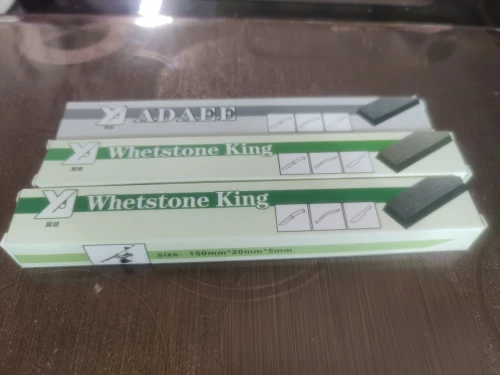 ADAEE
Whetstone King
Whetstone King
SIZE: 150mm*20mm*5mm